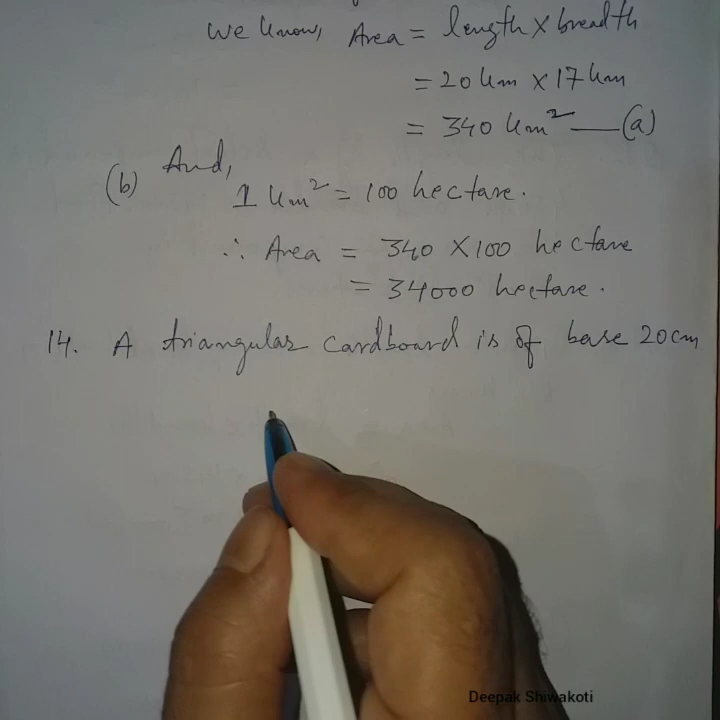 We know, Area = length × breadth
= 20 km × 17 km
= 340 km² — (a)
(b) And,
1 km² = 100 hectare.
∴ Area = 340 × 100 hectare
= 34000 hectare.
14. A triangular cardboard is of base 20cm
Deepak Shiwakoti